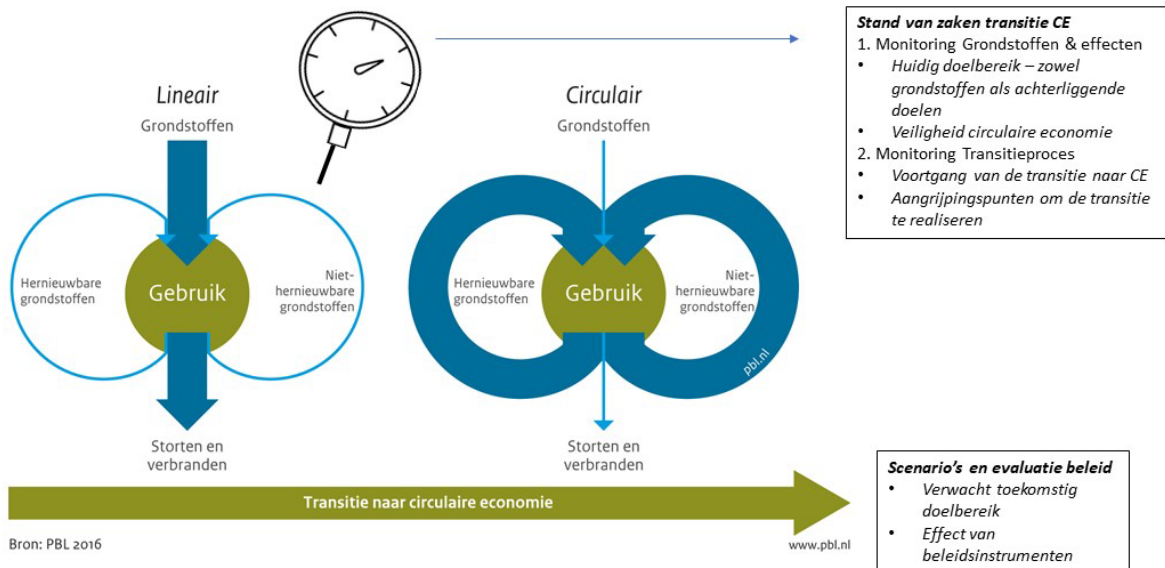 Lineair
Grondstoffen
Hernieuwbare
grondstoffen
Gebruik
Niet-
hernieuwbare
grondstoffen
Storten en
verbranden
Circulair
Grondstoffen
Hernieuwbare
grondstoffen
Gebruik
Niet-
hernieuwbare
grondstoffen
pbl.nl
Storten en
verbranden
Transitie naar circulaire economie
Bron: PBL 2016
www.pbl.nl
Stand van zaken transitie CE
1. Monitoring Grondstoffen & effecten
• Huidig doelbereik – zowel
grondstoffen als achterliggende
doelen
• Veiligheid circulaire economie
2. Monitoring Transitieproces
• Voortgang van de transitie naar CE
• Aangrijpingspunten om de transitie
te realiseren
Scenario's en evaluatie beleid
• Verwacht toekomstig
doelbereik
• Effect van
beleidsinstrumenten